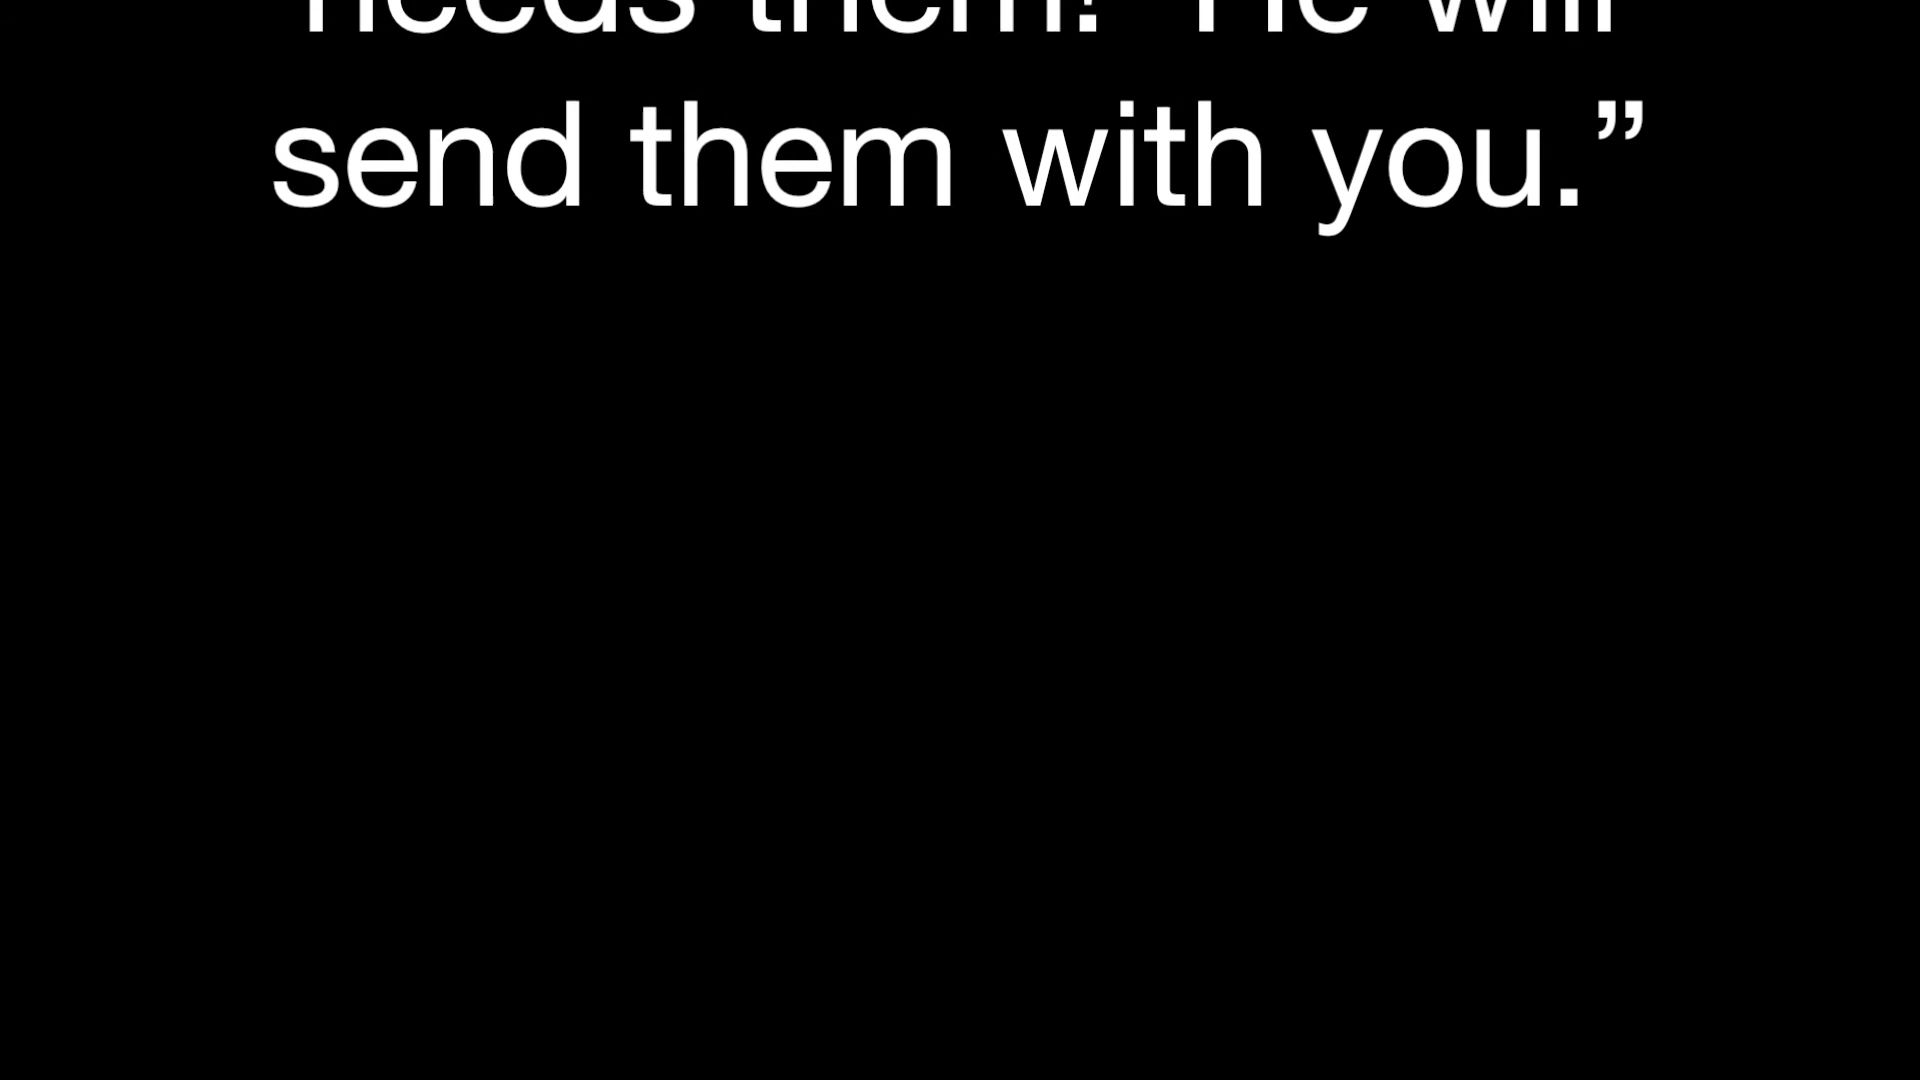 needs them!” He will
send them with you.”